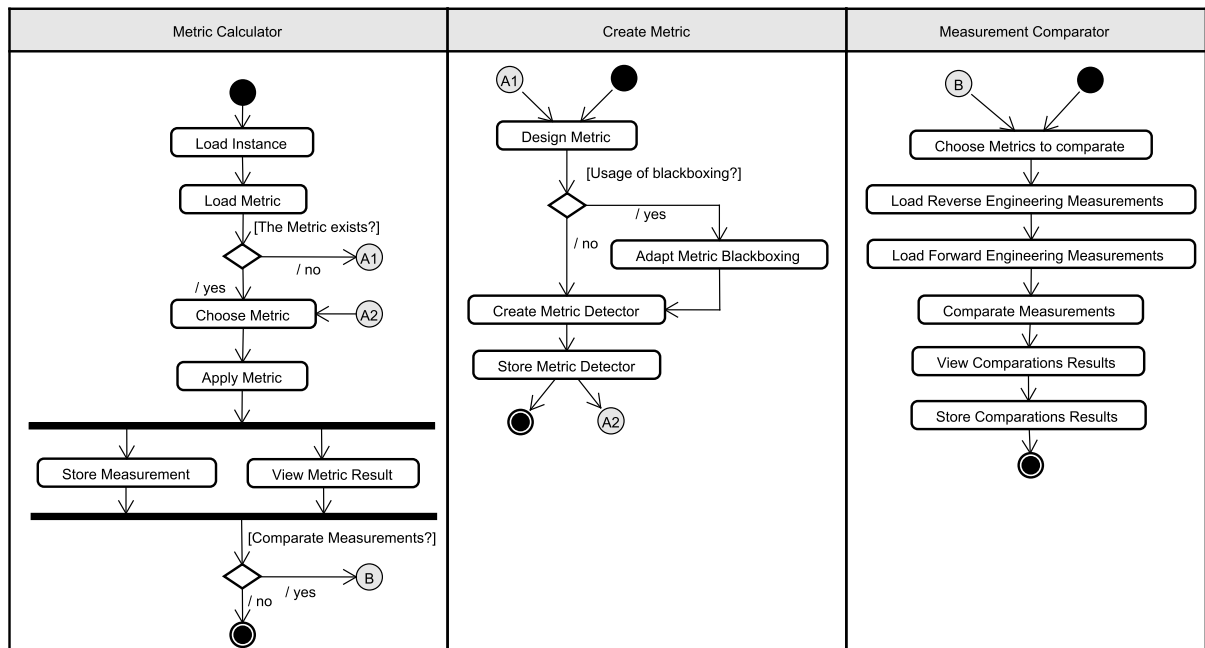 Metric Calculator
Load Instance
Load Metric
[The Metric exists?]
/ no
A1
/ yes
Choose Metric
A2
Apply Metric
Store Measurement
View Metric Result
[Comparate Measurements?]
B
/ yes
/ no
Create Metric
A1
Design Metric
[Usage of blackboxing?]
/ yes
/ no
Adapt Metric Blackboxing
Create Metric Detector
Store Metric Detector
A2
Measurement Comparator
B
Choose Metrics to comparate
Load Reverse Engineering Measurements
Load Forward Engineering Measurements
Comparate Measurements
View Comparations Results
Store Comparations Results